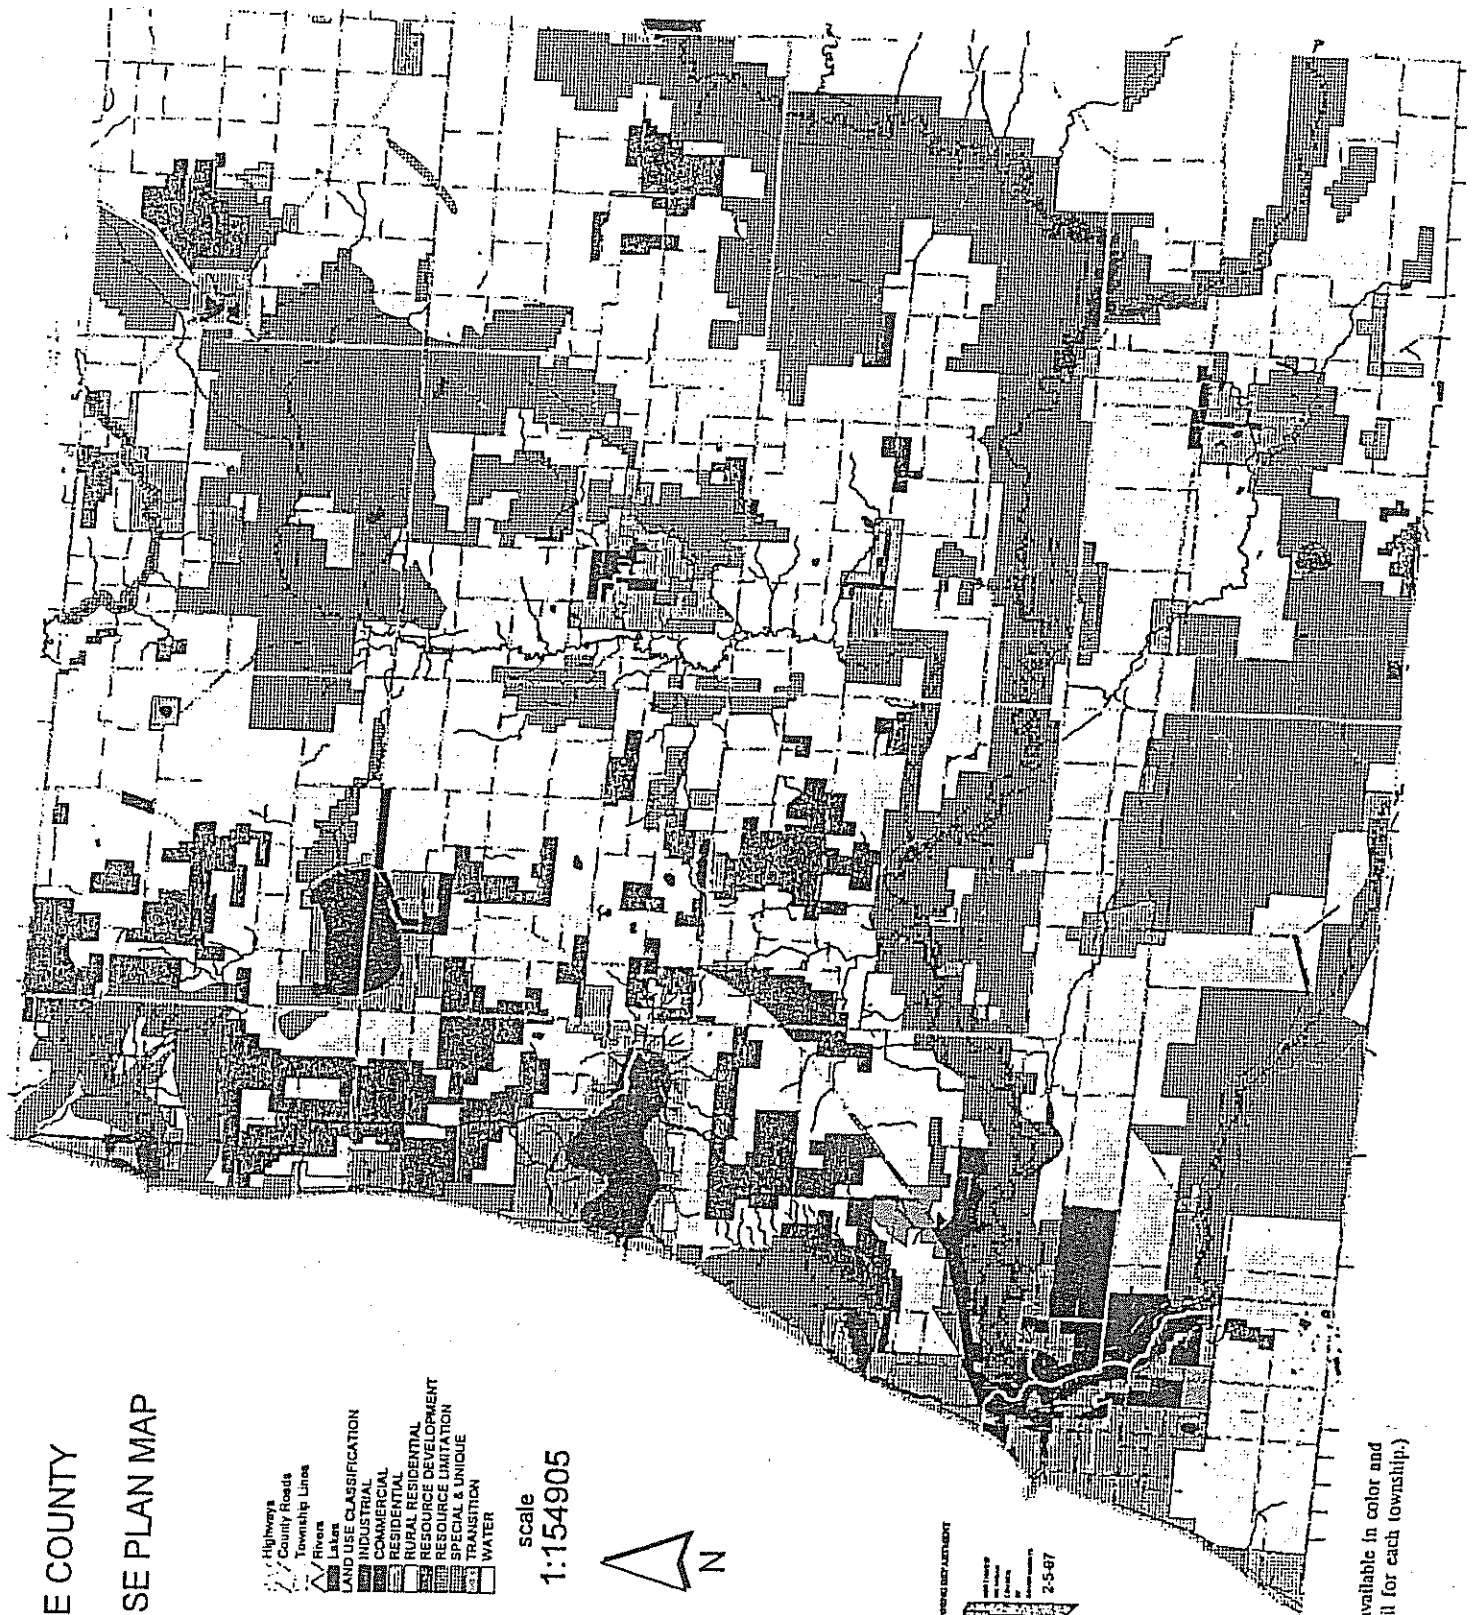 E COUNTY
SE PLAN MAP
Highways
County Roads
Township Lines
Rivers
Lakes
LAND USE CLASSIFICATION
INDUSTRIAL
COMMERCIAL
RESIDENTIAL
RURAL RESIDENTIAL
RESOURCE DEVELOPMENT
RESOURCE LIMITATION
SPECIAL & UNIQUE
TRANSITION
WATER
scale
1:154905
N
2-5-97
available in color and
il for each township.)